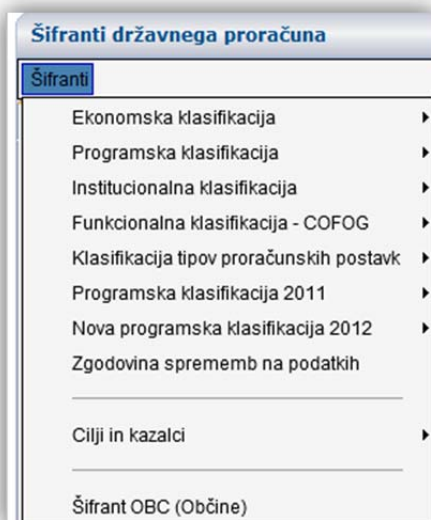 Šifranti državnega proračuna
Šifranti
Ekonomska klasifikacija
Programska klasifikacija
Institucionalna klasifikacija
Funkcionalna klasifikacija - COFOG
Klasifikacija tipov proračunskih postavk
Programska klasifikacija 2011
Nova programska klasifikacija 2012
Zgodovina sprememb na podatkih
Cilji in kazalci
Šifrant OBC (Občine)